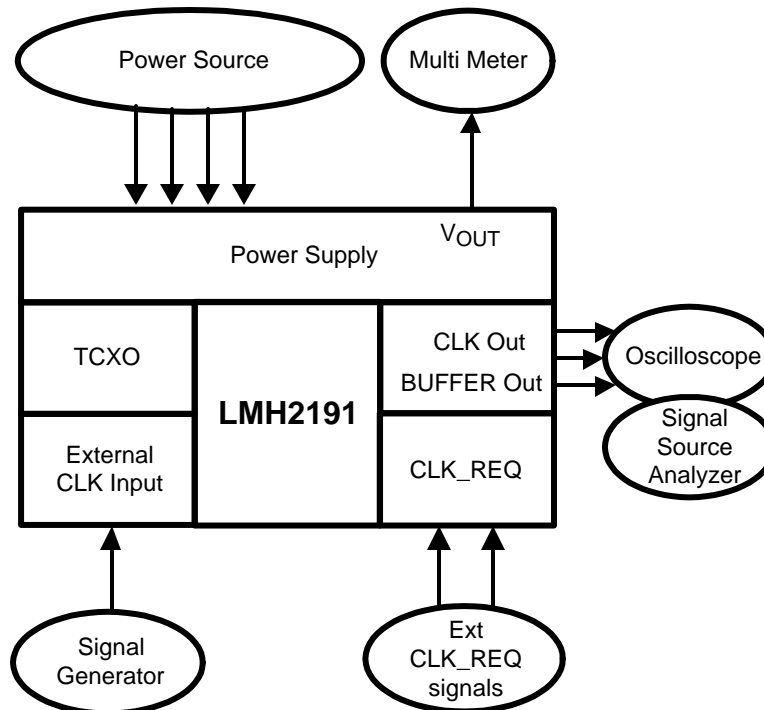 Power Source
Multi Meter
VOUT
Power Supply
TCXO
CLK Out
BUFFER Out
Oscilloscope
LMH2191
Signal
Source
Analyzer
External
CLK Input
CLK_REQ
Signal
Generator
Ext
CLK_REQ
signals